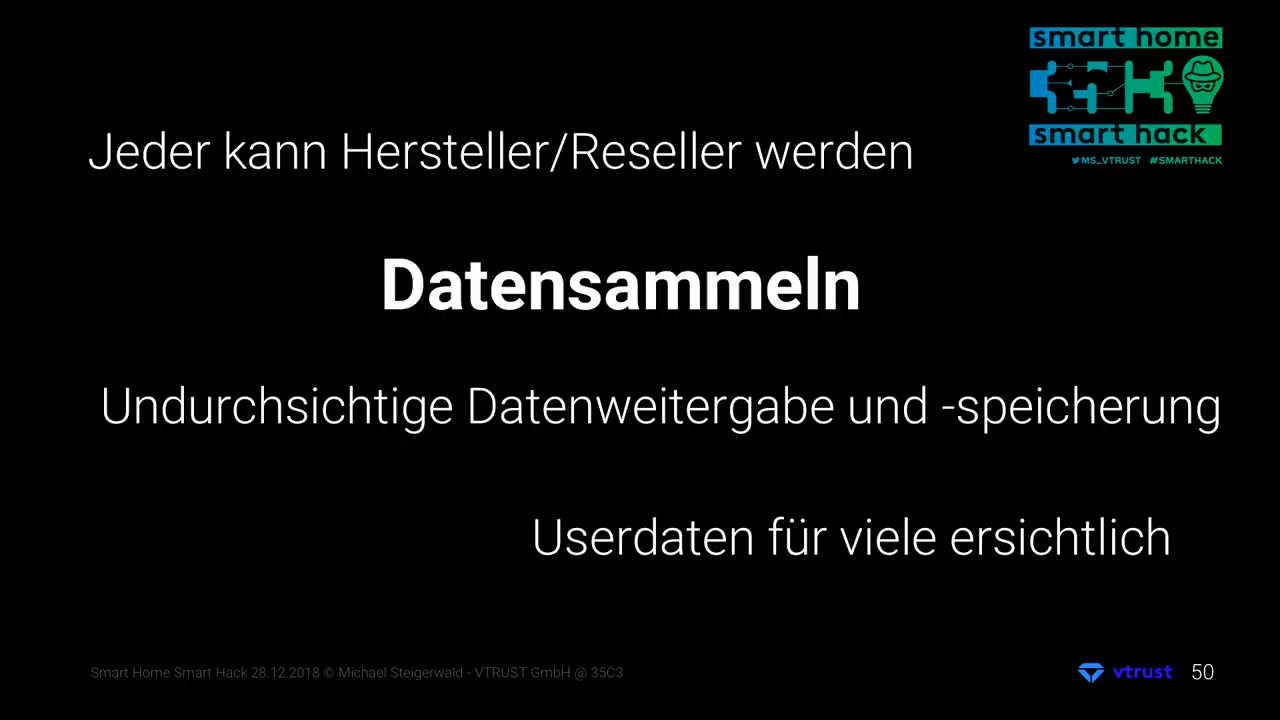 smart home
35C3
smart hack
MS_VTRUST #SMARTHACK
Jeder kann Hersteller/Reseller werden
Datensammeln
Undurchsichtige Datenweitergabe und -speicherung
Userdaten für viele ersichtlich
Smart Home Smart Hack 28.12.2018 © Michael Steigerwald - VTRUST GmbH @ 35C3
vtrust 50